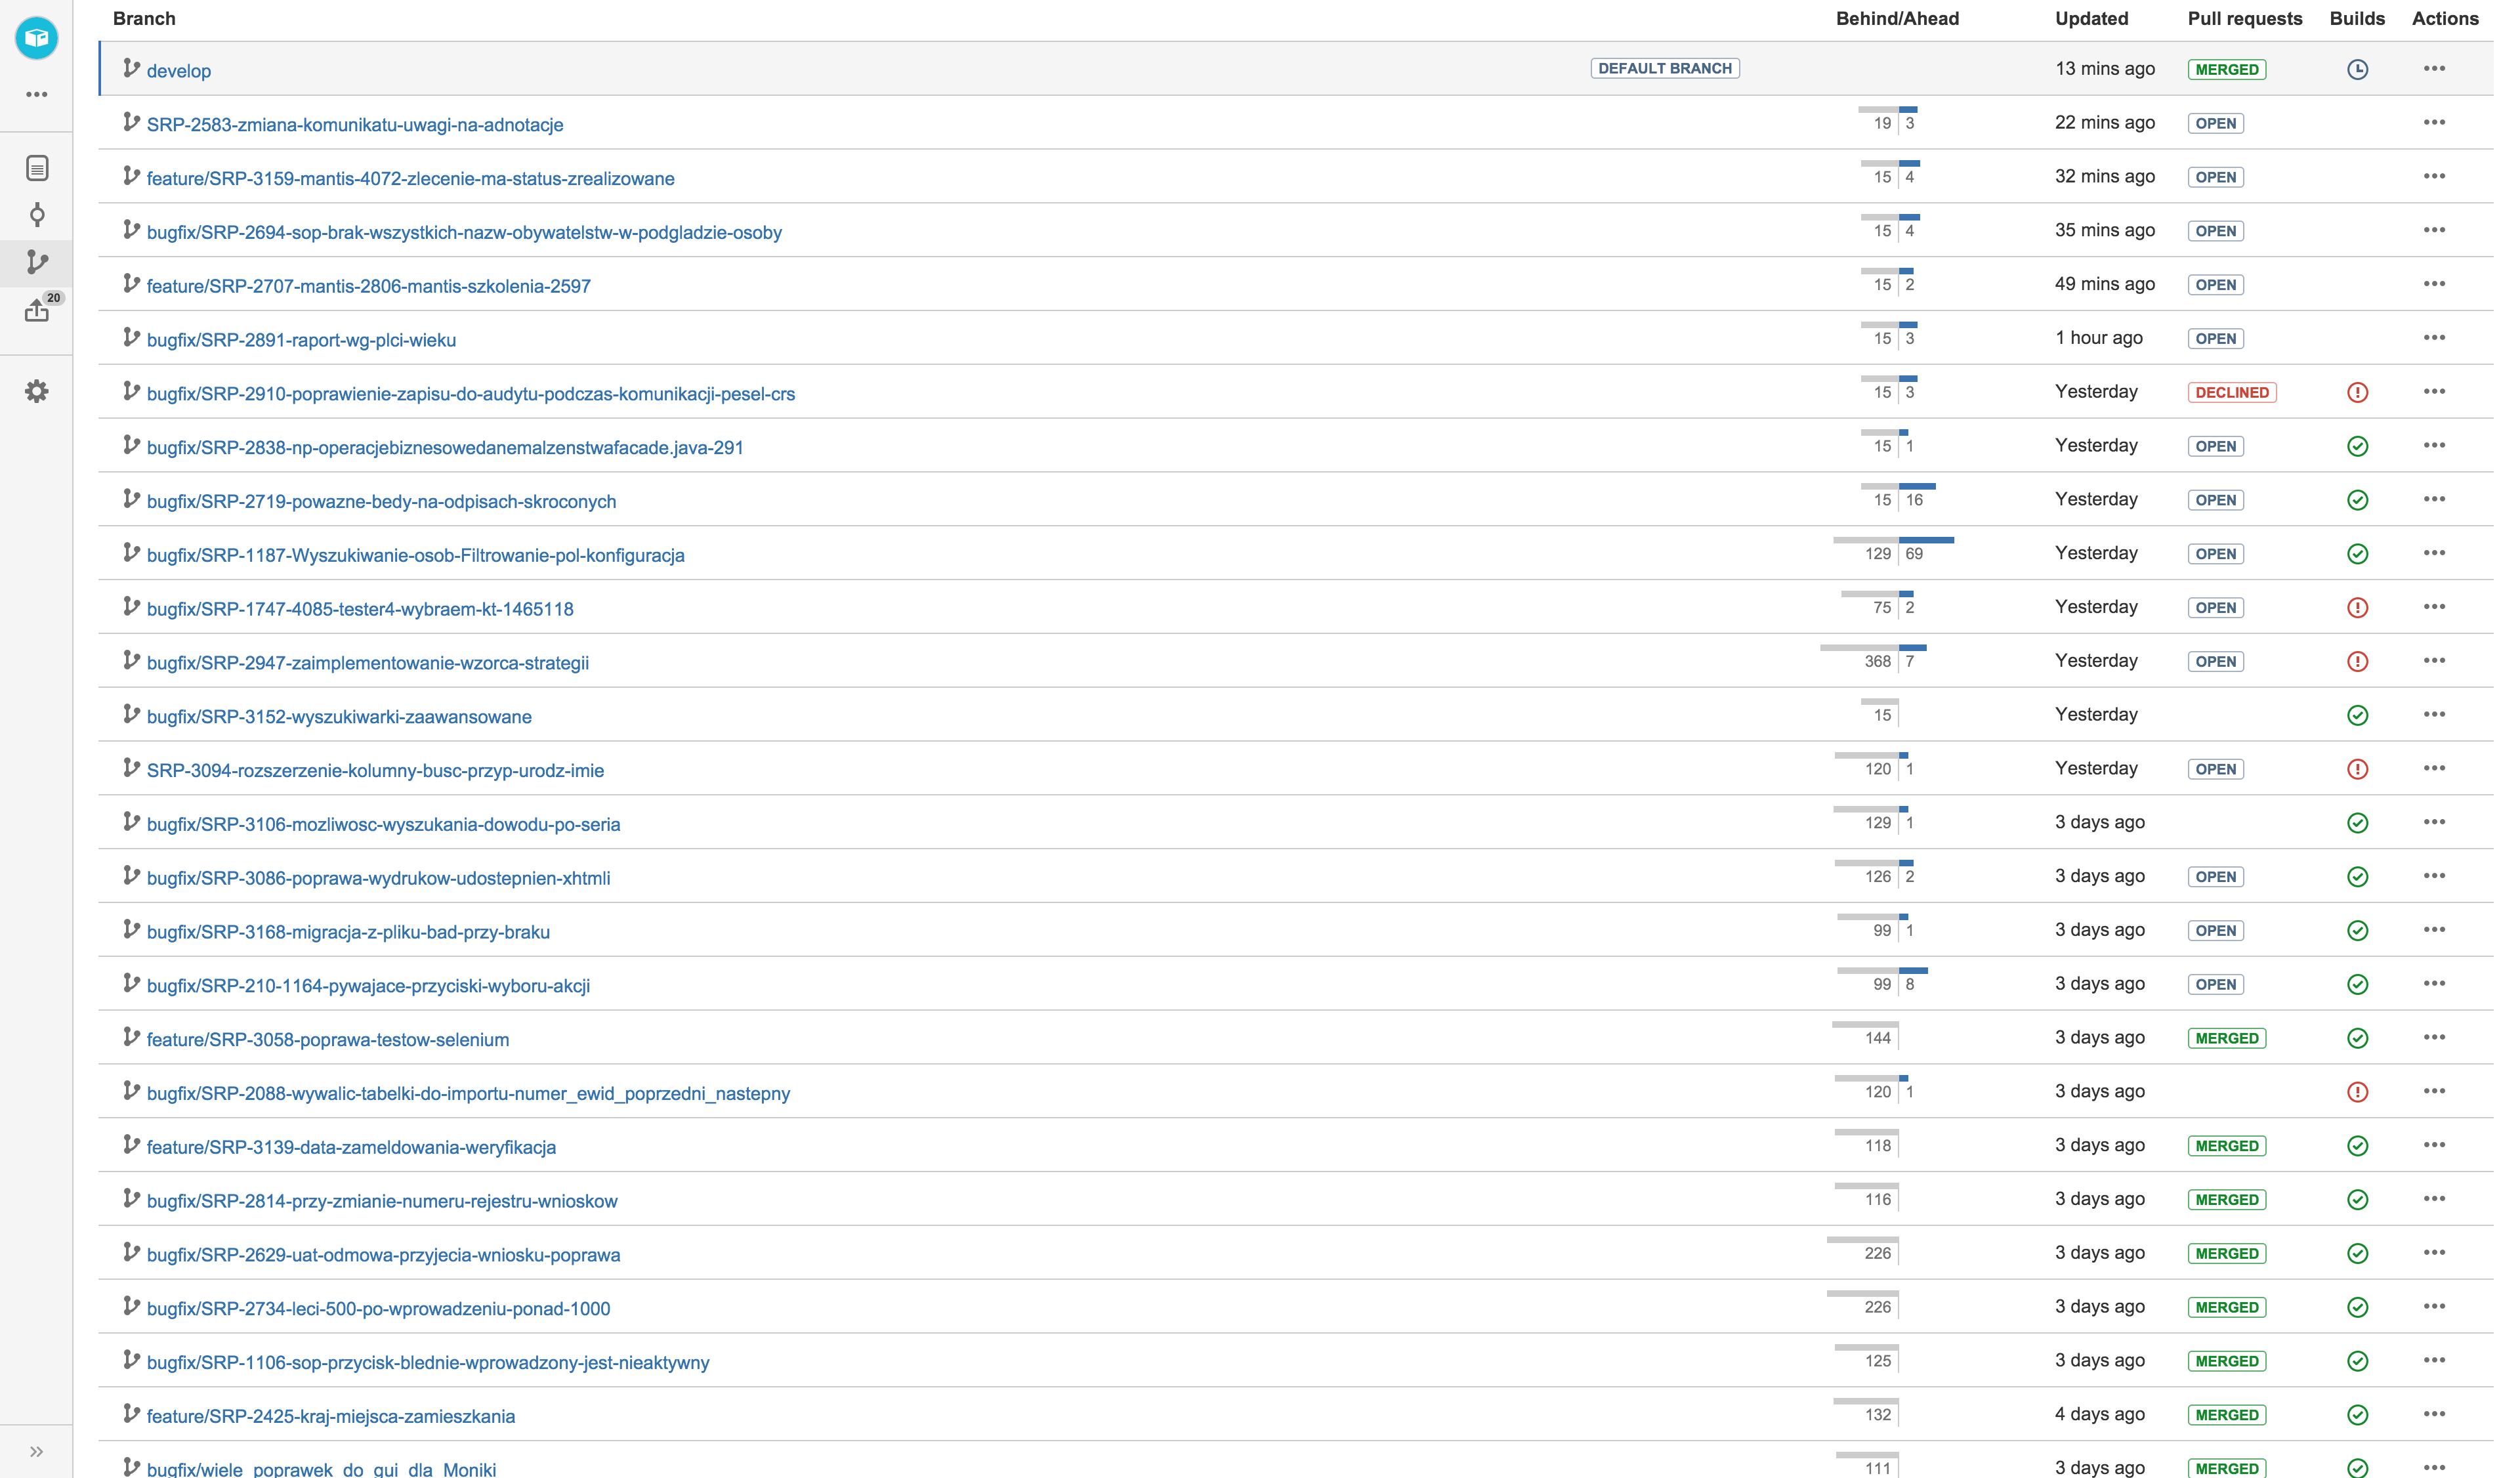 Branch Behind/Ahead Updated Pull requests Builds Actions
develop DEFAULT BRANCH 13 mins ago MERGED
SRP-2583-zmiana-komunikatu-uwagi-na-adnotacje 19 3 22 mins ago OPEN
feature/SRP-3159-mantis-4072-zlecenie-ma-status-zrealizowane 15 4 32 mins ago OPEN
bugfix/SRP-2694-sop-brak-wszystkich-nazw-obywatelstw-w-podgladzie-osoby 15 4 35 mins ago OPEN
feature/SRP-2707-mantis-2806-mantis-szkolenia-2597 15 2 49 mins ago OPEN
20
bugfix/SRP-2891-raport-wg-plci-wieku 15 3 1 hour ago OPEN
bugfix/SRP-2910-poprawienie-zapisu-do-audytu-podczas-komunikacji-pesel-crs 15 3 Yesterday DECLINED
bugfix/SRP-2838-np-operacjebiznesowedanemalzenstwafacade.java-291 15 1 Yesterday OPEN
bugfix/SRP-2719-powazne-bedy-na-odpisach-skroconych 15 16 Yesterday OPEN
bugfix/SRP-1187-Wyszukiwanie-osob-Filtrowanie-pol-konfiguracja 129 69 Yesterday OPEN
bugfix/SRP-1747-4085-tester4-wybraem-kt-1465118 75 2 Yesterday OPEN
bugfix/SRP-2947-zaimplementowanie-wzorca-strategii 368 7 Yesterday OPEN
bugfix/SRP-3152-wyszukiwarki-zaawansowane 15 Yesterday
SRP-3094-rozszerzenie-kolumny-busc-przyp-urodz-imie 120 1 Yesterday OPEN
bugfix/SRP-3106-mozliwosc-wyszukania-dowodu-po-seria 129 1 3 days ago
bugfix/SRP-3086-poprawa-wydrukow-udostepnien-xhtmli 126 2 3 days ago OPEN
bugfix/SRP-3168-migracja-z-pliku-bad-przy-braku 99 1 3 days ago OPEN
bugfix/SRP-210-1164-pywajace-przyciski-wyboru-akcji 99 8 3 days ago OPEN
feature/SRP-3058-poprawa-testow-selenium 144 3 days ago MERGED
bugfix/SRP-2088-wywalic-tabelki-do-importu-numer_ewid_poprzedni_nastepny 120 1 3 days ago
feature/SRP-3139-data-zameldowania-weryfikacja 118 3 days ago MERGED
bugfix/SRP-2814-przy-zmianie-numeru-rejestru-wnioskow 116 3 days ago MERGED
bugfix/SRP-2629-uat-odmowa-przyjecia-wniosku-poprawa 226 3 days ago MERGED
bugfix/SRP-2734-leci-500-po-wprowadzeniu-ponad-1000 226 3 days ago MERGED
bugfix/SRP-1106-sop-przycisk-blednie-wprowadzony-jest-nieaktywny 125 3 days ago MERGED
feature/SRP-2425-kraj-miejsca-zamieszkania 132 4 days ago MERGED
bugfix/wiele_poprawek_do_gui_dla_Moniki 111 3 days ago MERGED